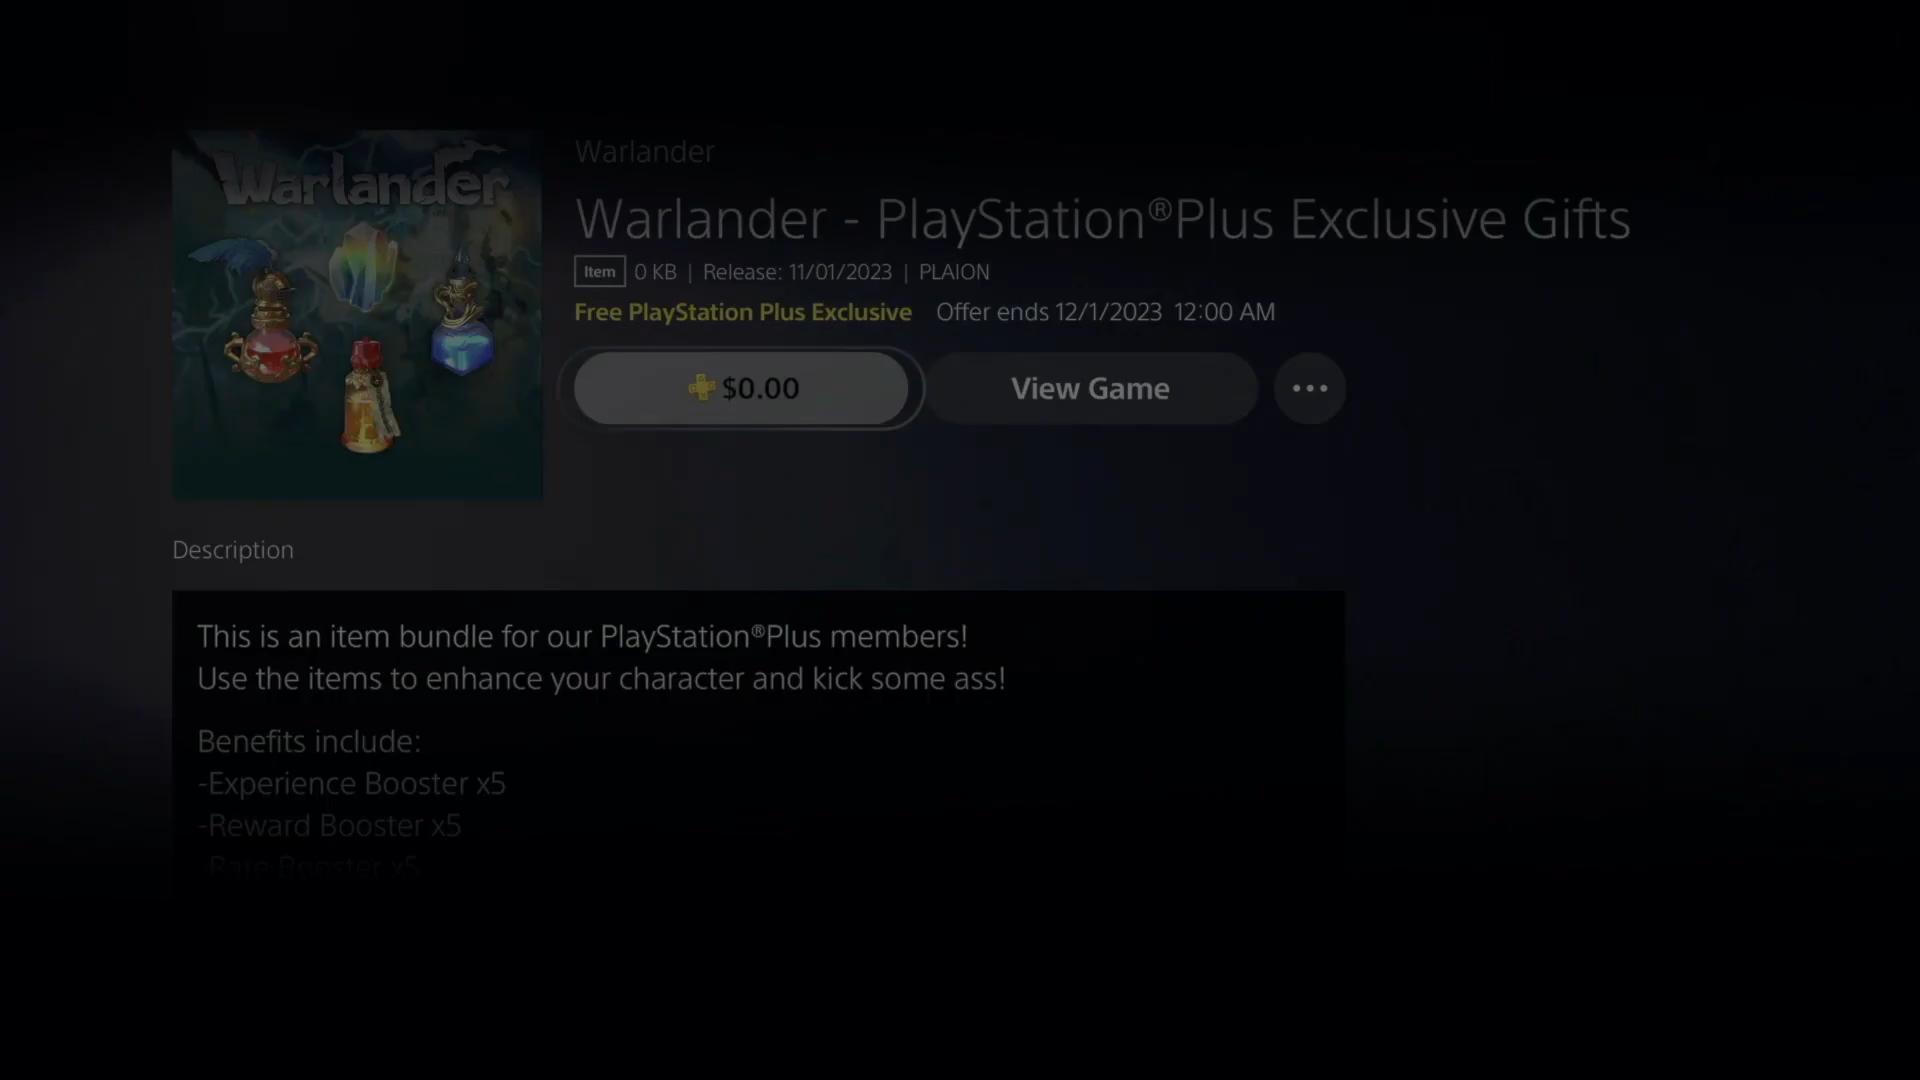 Warlander
Warlander
Warlander - PlayStation®Plus Exclusive Gifts
Item 0 KB | Release: 11/01/2023 | PLAION
Free PlayStation Plus Exclusive Offer ends 12/1/2023 12:00 AM
$0.00 View Game
Description
This is an item bundle for our PlayStation®Plus members!
Use the items to enhance your character and kick some ass!
Benefits include:
-Experience Booster x5
-Reward Booster x5
-Rare Booster x5